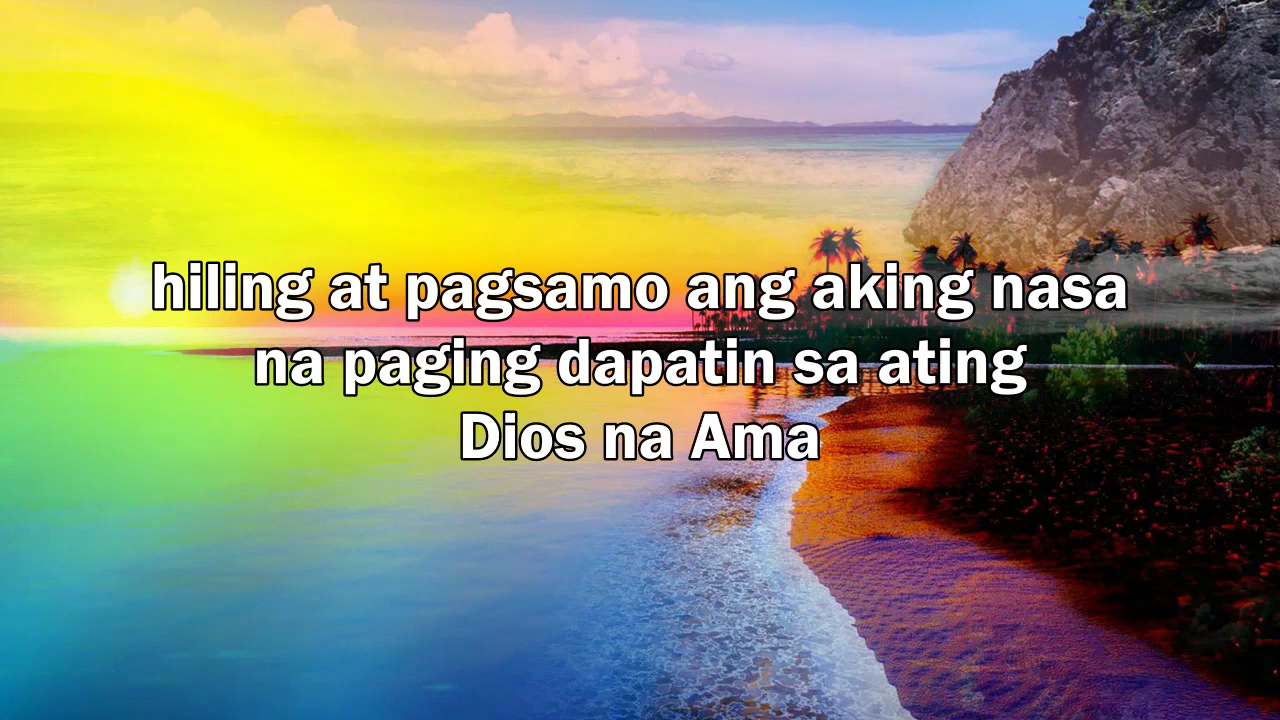 hiling at pagsamo ang aking nasa
na paging dapatin sa ating
Dios na Ama